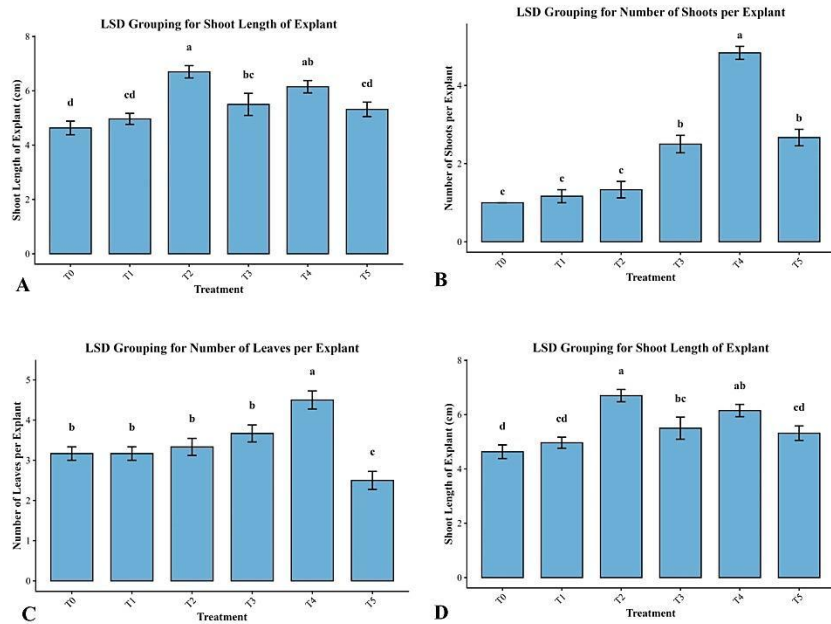 LSD Grouping for Shoot Length of Explant
Shoot Length of Explant (cm)
8
6
4
2
0
d
cd
a
bc
ab
cd
T0
T1
T2
T3
T4
T5
Treatment
A
LSD Grouping for Number of Shoots per Explant
Number of Shoots per Explant
4
2
0
c
c
c
b
a
b
T0
T1
T2
T3
T4
T5
Treatment
B
LSD Grouping for Number of Leaves per Explant
Number of Leaves per Explant
5
4
3
2
1
0
b
b
b
b
a
c
T0
T1
T2
T3
T4
T5
Treatment
C
LSD Grouping for Shoot Length of Explant
Shoot Length of Explant (cm)
8
6
4
2
0
d
cd
a
bc
ab
cd
T0
T1
T2
T3
T4
T5
Treatment
D